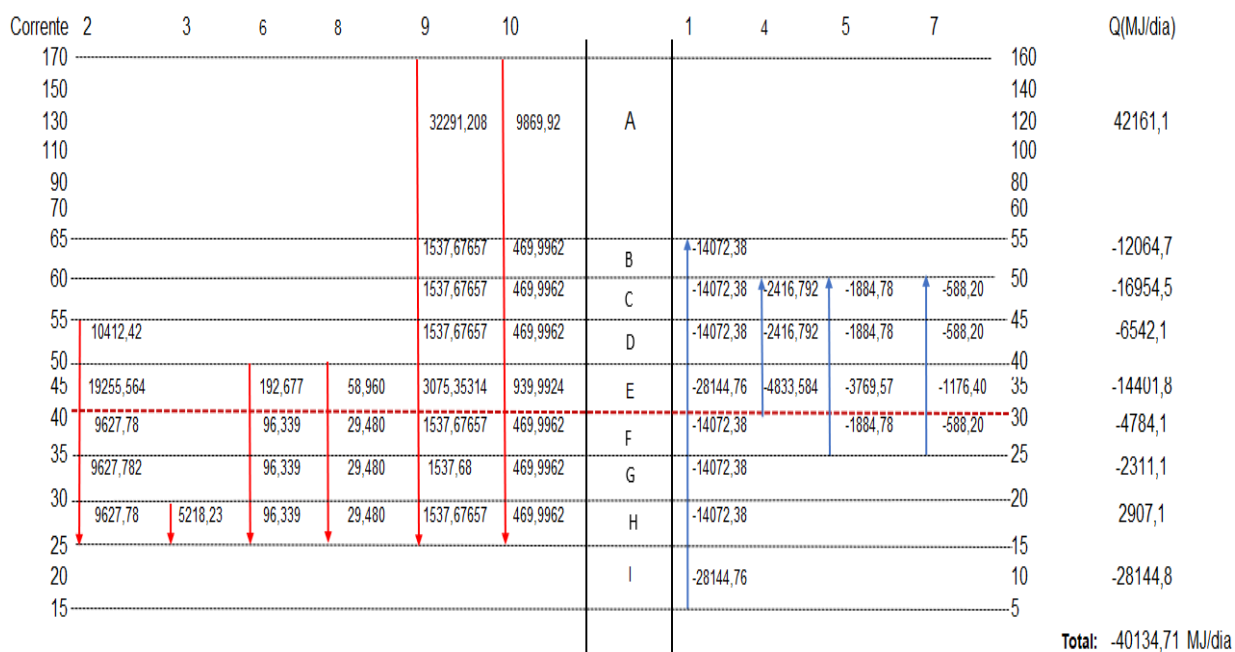 Corrente 2 3 6 8 9 10 1 4 5 7 Q(MJ/dia)
170 160
150 140
130 32291,208 9869,92 A 120 42161,1
110 100
90 80
70 60
65 55
1537,67657 469,9962 B -14072,38 -12064,7
60 50
1537,67657 469,9962 C -14072,38 -2416,792 -1884,78 -588,20 -16954,5
55 45
10412,42 1537,67657 469,9962 D -14072,38 -2416,792 -1884,78 -588,20 -6542,1
50 40
45 19255,564 192,677 58,960 3075,35314 939,9924 E -28144,76 -4833,584 -3769,57 -1176,40 35 -14401,8
40 30
9627,78 96,339 29,480 1537,67657 469,9962 F -14072,38 -1884,78 -588,20 -4784,1
35 25
9627,782 96,339 29,480 1537,68 469,9962 G -14072,38 -2311,1
30 20
9627,78 5218,23 96,339 29,480 1537,67657 469,9962 H -14072,38 2907,1
25 15
20 I -28144,76 10 -28144,8
15 5
Total: -40134,71 MJ/dia